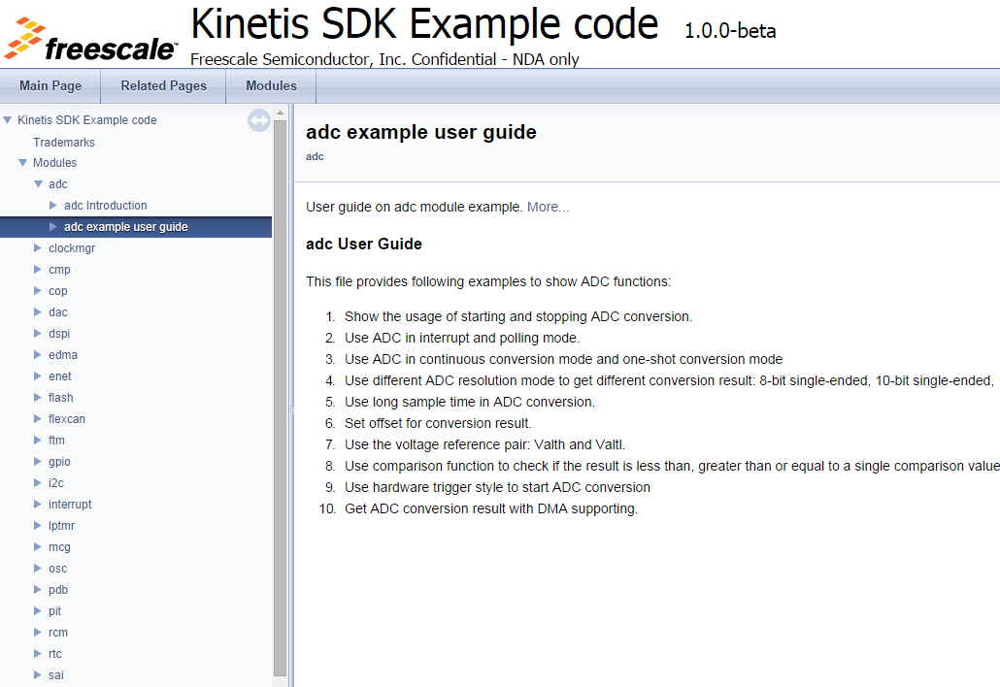 freescale™
Kinetis SDK Example code 1.0.0-beta
Freescale Semiconductor, Inc. Confidential - NDA only
Main Page
Related Pages
Modules
Kinetis SDK Example code
Trademarks
Modules
adc
adc Introduction
adc example user guide
clockmgr
cmp
cop
dac
dspi
edma
enet
flash
flexcan
ftm
gpio
i2c
interrupt
lptmr
mcg
osc
pdb
pit
rcm
rtc
sai
adc example user guide
adc
User guide on adc module example. More...
adc User Guide
This file provides following examples to show ADC functions:
1. Show the usage of starting and stopping ADC conversion.
2. Use ADC in interrupt and polling mode.
3. Use ADC in continuous conversion mode and one-shot conversion mode
4. Use different ADC resolution mode to get different conversion result: 8-bit single-ended, 10-bit single-ended,
5. Use long sample time in ADC conversion.
6. Set offset for conversion result.
7. Use the voltage reference pair: Valth and Valtl.
8. Use comparison function to check if the result is less than, greater than or equal to a single comparison value
9. Use hardware trigger style to start ADC conversion
10. Get ADC conversion result with DMA supporting.